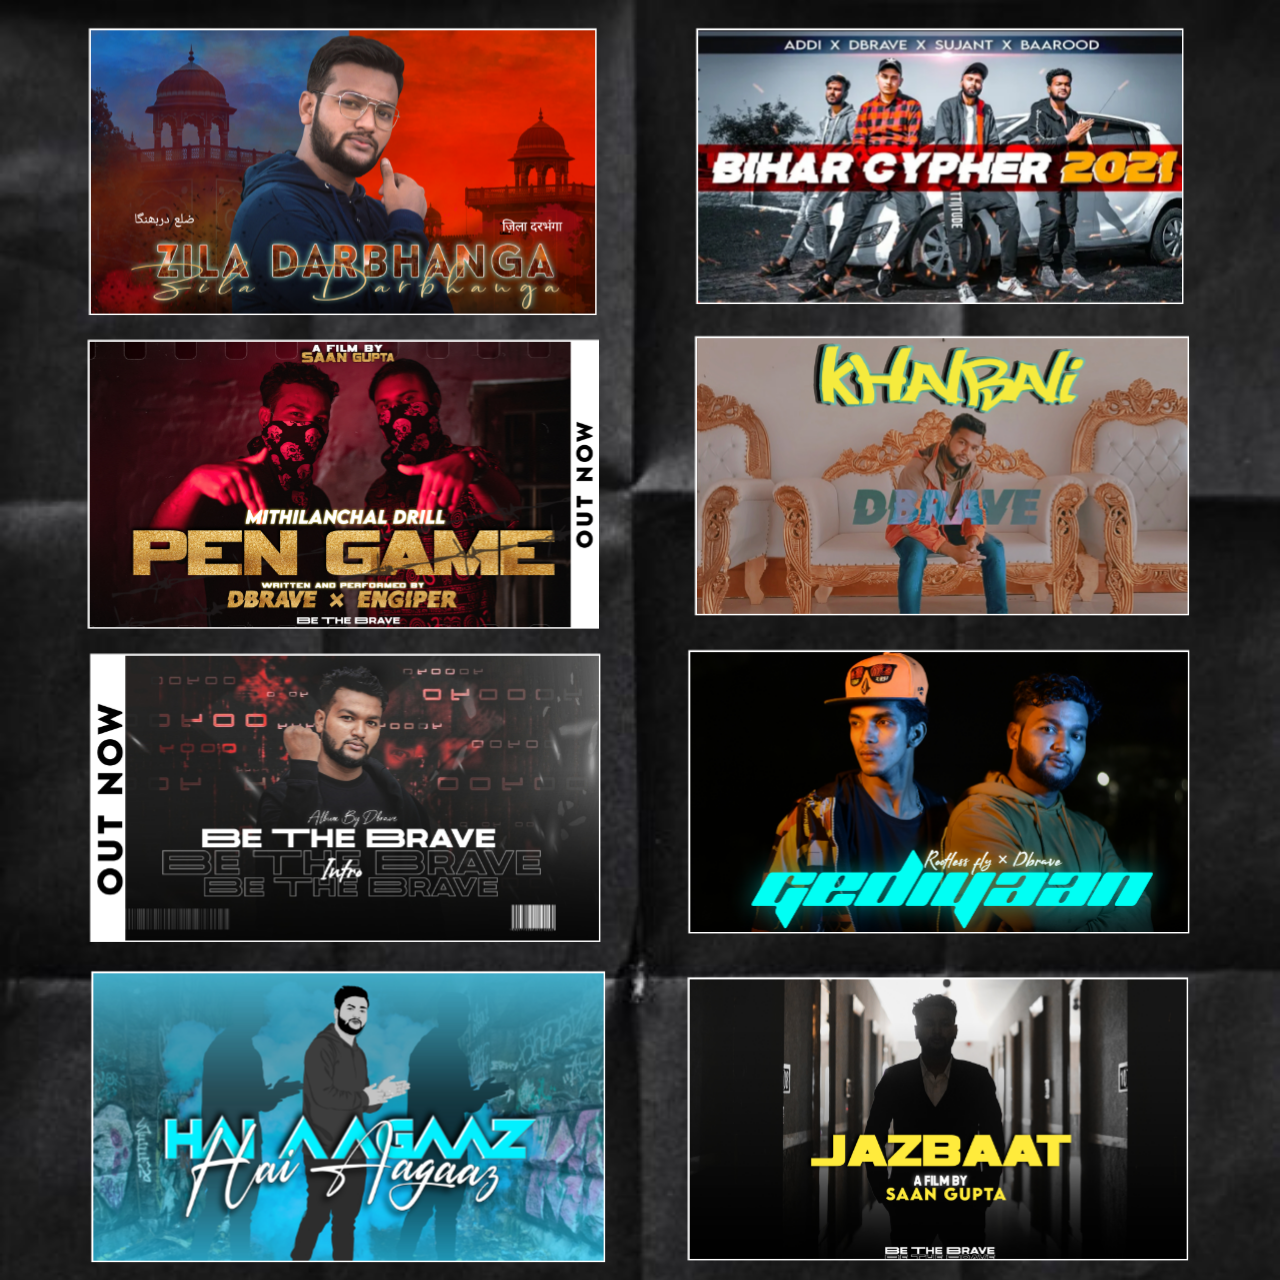 ضلع دربھنگا
ज़िला दरभंगा
ZILA DARBHANGA
Zila Darbhanga
ADDI X DBRAVE X SUJANT X BAAROOD
BIHAR CYPHER 2021
A FILM BY
SAAN GUPTA
MITHILANCHAL DRILL
PEN GAME
WRITTEN AND PERFORMED BY
DBRAVE × ENGIPER
BE THE BRAVE
OUT NOW
KHALBALi
DBRAVE
OUT NOW
Album By Dbrave
BE THE BRAVE
BE THE BRAVE
Intro
BE THE BRAVE
Rootless fly × Dbrave
Gediyaan
HAI AAGAAZ
Hai Aagaaz
JAZBAAT
A FILM BY
SAAN GUPTA
BE THE BRAVE